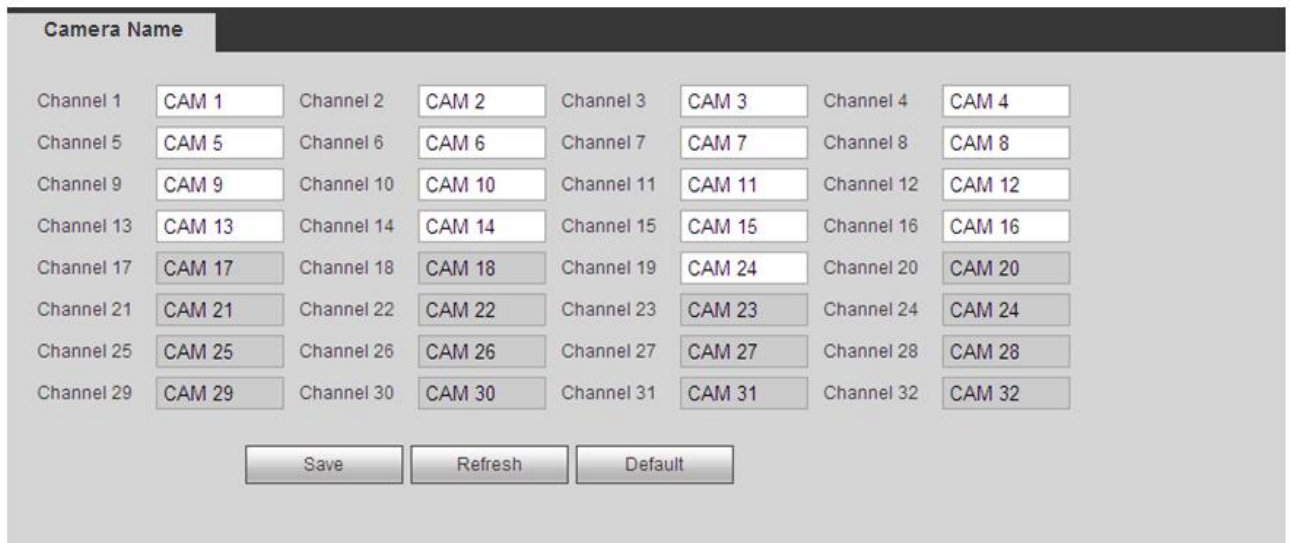 Camera Name
Channel 1 CAM 1 Channel 2 CAM 2 Channel 3 CAM 3 Channel 4 CAM 4
Channel 5 CAM 5 Channel 6 CAM 6 Channel 7 CAM 7 Channel 8 CAM 8
Channel 9 CAM 9 Channel 10 CAM 10 Channel 11 CAM 11 Channel 12 CAM 12
Channel 13 CAM 13 Channel 14 CAM 14 Channel 15 CAM 15 Channel 16 CAM 16
Channel 17 CAM 17 Channel 18 CAM 18 Channel 19 CAM 24 Channel 20 CAM 20
Channel 21 CAM 21 Channel 22 CAM 22 Channel 23 CAM 23 Channel 24 CAM 24
Channel 25 CAM 25 Channel 26 CAM 26 Channel 27 CAM 27 Channel 28 CAM 28
Channel 29 CAM 29 Channel 30 CAM 30 Channel 31 CAM 31 Channel 32 CAM 32
Save Refresh Default